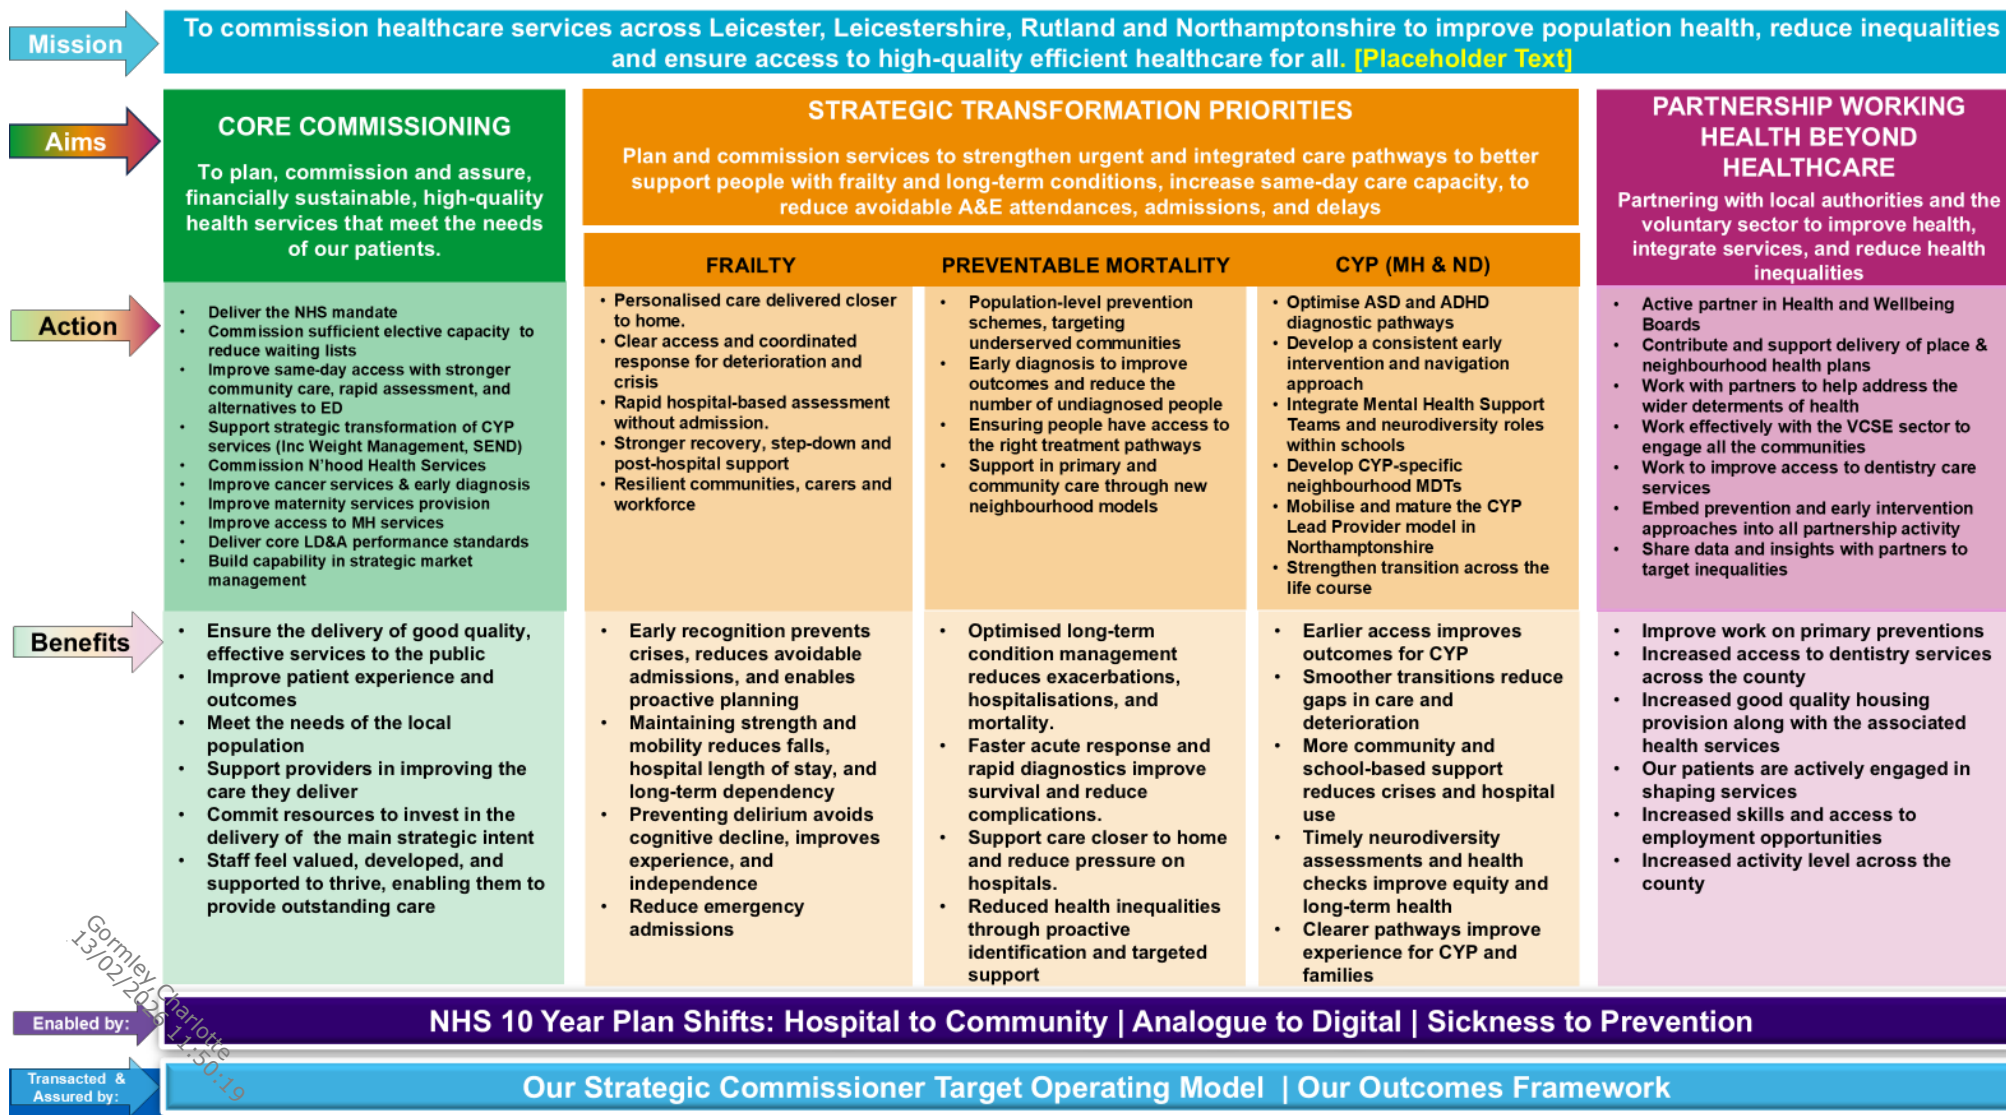 Mission
To commission healthcare services across Leicester, Leicestershire, Rutland and Northamptonshire to improve population health, reduce inequalities
and ensure access to high-quality efficient healthcare for all. [Placeholder Text]
Aims
CORE COMMISSIONING
To plan, commission and assure,
financially sustainable, high-quality
health services that meet the needs
of our patients.
STRATEGIC TRANSFORMATION PRIORITIES
Plan and commission services to strengthen urgent and integrated care pathways to better
support people with frailty and long-term conditions, increase same-day care capacity, to
reduce avoidable A&E attendances, admissions, and delays
PARTNERSHIP WORKING
HEALTH BEYOND
HEALTHCARE
Partnering with local authorities and the
voluntary sector to improve health,
integrate services, and reduce health
inequalities
FRAILTY
PREVENTABLE MORTALITY
CYP (MH & ND)
Action
• Deliver the NHS mandate
• Commission sufficient elective capacity to
reduce waiting lists
• Improve same-day access with stronger
community care, rapid assessment, and
alternatives to ED
• Support strategic transformation of CYP
services (Inc Weight Management, SEND)
• Commission N'hood Health Services
• Improve cancer services & early diagnosis
• Improve maternity services provision
• Improve access to MH services
• Deliver core LD&A performance standards
• Build capability in strategic market
management
• Personalised care delivered closer
to home.
• Clear access and coordinated
response for deterioration and
crisis
• Rapid hospital-based assessment
without admission.
• Stronger recovery, step-down and
post-hospital support
• Resilient communities, carers and
workforce
• Population-level prevention
schemes, targeting
underserved communities
• Early diagnosis to improve
outcomes and reduce the
number of undiagnosed people
• Ensuring people have access to
the right treatment pathways
• Support in primary and
community care through new
neighbourhood models
• Optimise ASD and ADHD
diagnostic pathways
• Develop a consistent early
intervention and navigation
approach
• Integrate Mental Health Support
Teams and neurodiversity roles
within schools
• Develop CYP-specific
neighbourhood MDTs
• Mobilise and mature the CYP
Lead Provider model in
Northamptonshire
• Strengthen transition across the
life course
• Active partner in Health and Wellbeing
Boards
• Contribute and support delivery of place &
neighbourhood health plans
• Work with partners to help address the
wider determents of health
• Work effectively with the VCSE sector to
engage all the communities
• Work to improve access to dentistry care
services
• Embed prevention and early intervention
approaches into all partnership activity
• Share data and insights with partners to
target inequalities
Benefits
• Ensure the delivery of good quality,
effective services to the public
• Improve patient experience and
outcomes
• Meet the needs of the local
population
• Support providers in improving the
care they deliver
• Commit resources to invest in the
delivery of the main strategic intent
• Staff feel valued, developed, and
supported to thrive, enabling them to
provide outstanding care
• Early recognition prevents
crises, reduces avoidable
admissions, and enables
proactive planning
• Maintaining strength and
mobility reduces falls,
hospital length of stay, and
long-term dependency
• Preventing delirium avoids
cognitive decline, improves
experience, and
independence
• Reduce emergency
admissions
• Optimised long-term
condition management
reduces exacerbations,
hospitalisations, and
mortality.
• Faster acute response and
rapid diagnostics improve
survival and reduce
complications.
• Support care closer to home
and reduce pressure on
hospitals.
• Reduced health inequalities
through proactive
identification and targeted
support
• Earlier access improves
outcomes for CYP
• Smoother transitions reduce
gaps in care and
deterioration
• More community and
school-based support
reduces crises and hospital
use
• Timely neurodiversity
assessments and health
checks improve equity and
long-term health
• Clearer pathways improve
experience for CYP and
families
• Improve work on primary preventions
• Increased access to dentistry services
across the county
• Increased good quality housing
provision along with the associated
health services
• Our patients are actively engaged in
shaping services
• Increased skills and access to
employment opportunities
• Increased activity level across the
county
Gormley, Charlotte
13/02/2026 11:50:19
Enabled by:
NHS 10 Year Plan Shifts: Hospital to Community | Analogue to Digital | Sickness to Prevention
Transacted &
Assured by:
Our Strategic Commissioner Target Operating Model | Our Outcomes Framework